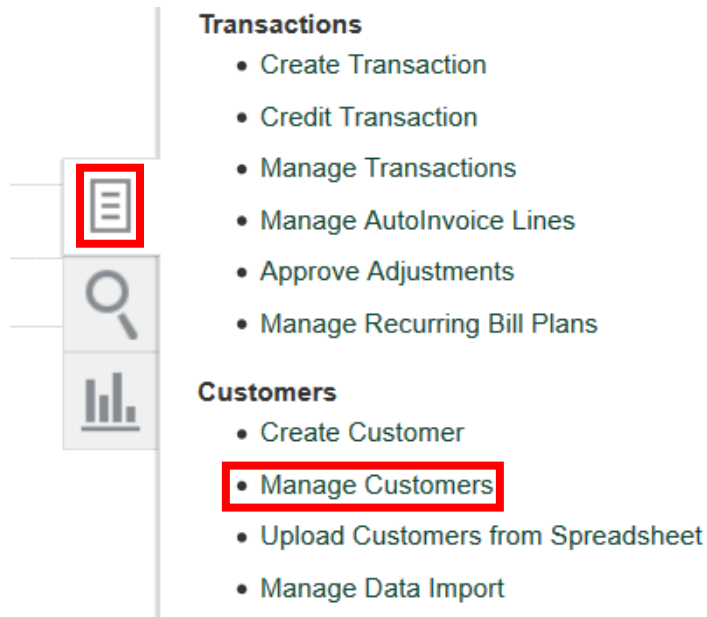 Transactions
• Create Transaction
• Credit Transaction
• Manage Transactions
• Manage AutoInvoice Lines
• Approve Adjustments
• Manage Recurring Bill Plans
Customers
• Create Customer
• Manage Customers
• Upload Customers from Spreadsheet
• Manage Data Import